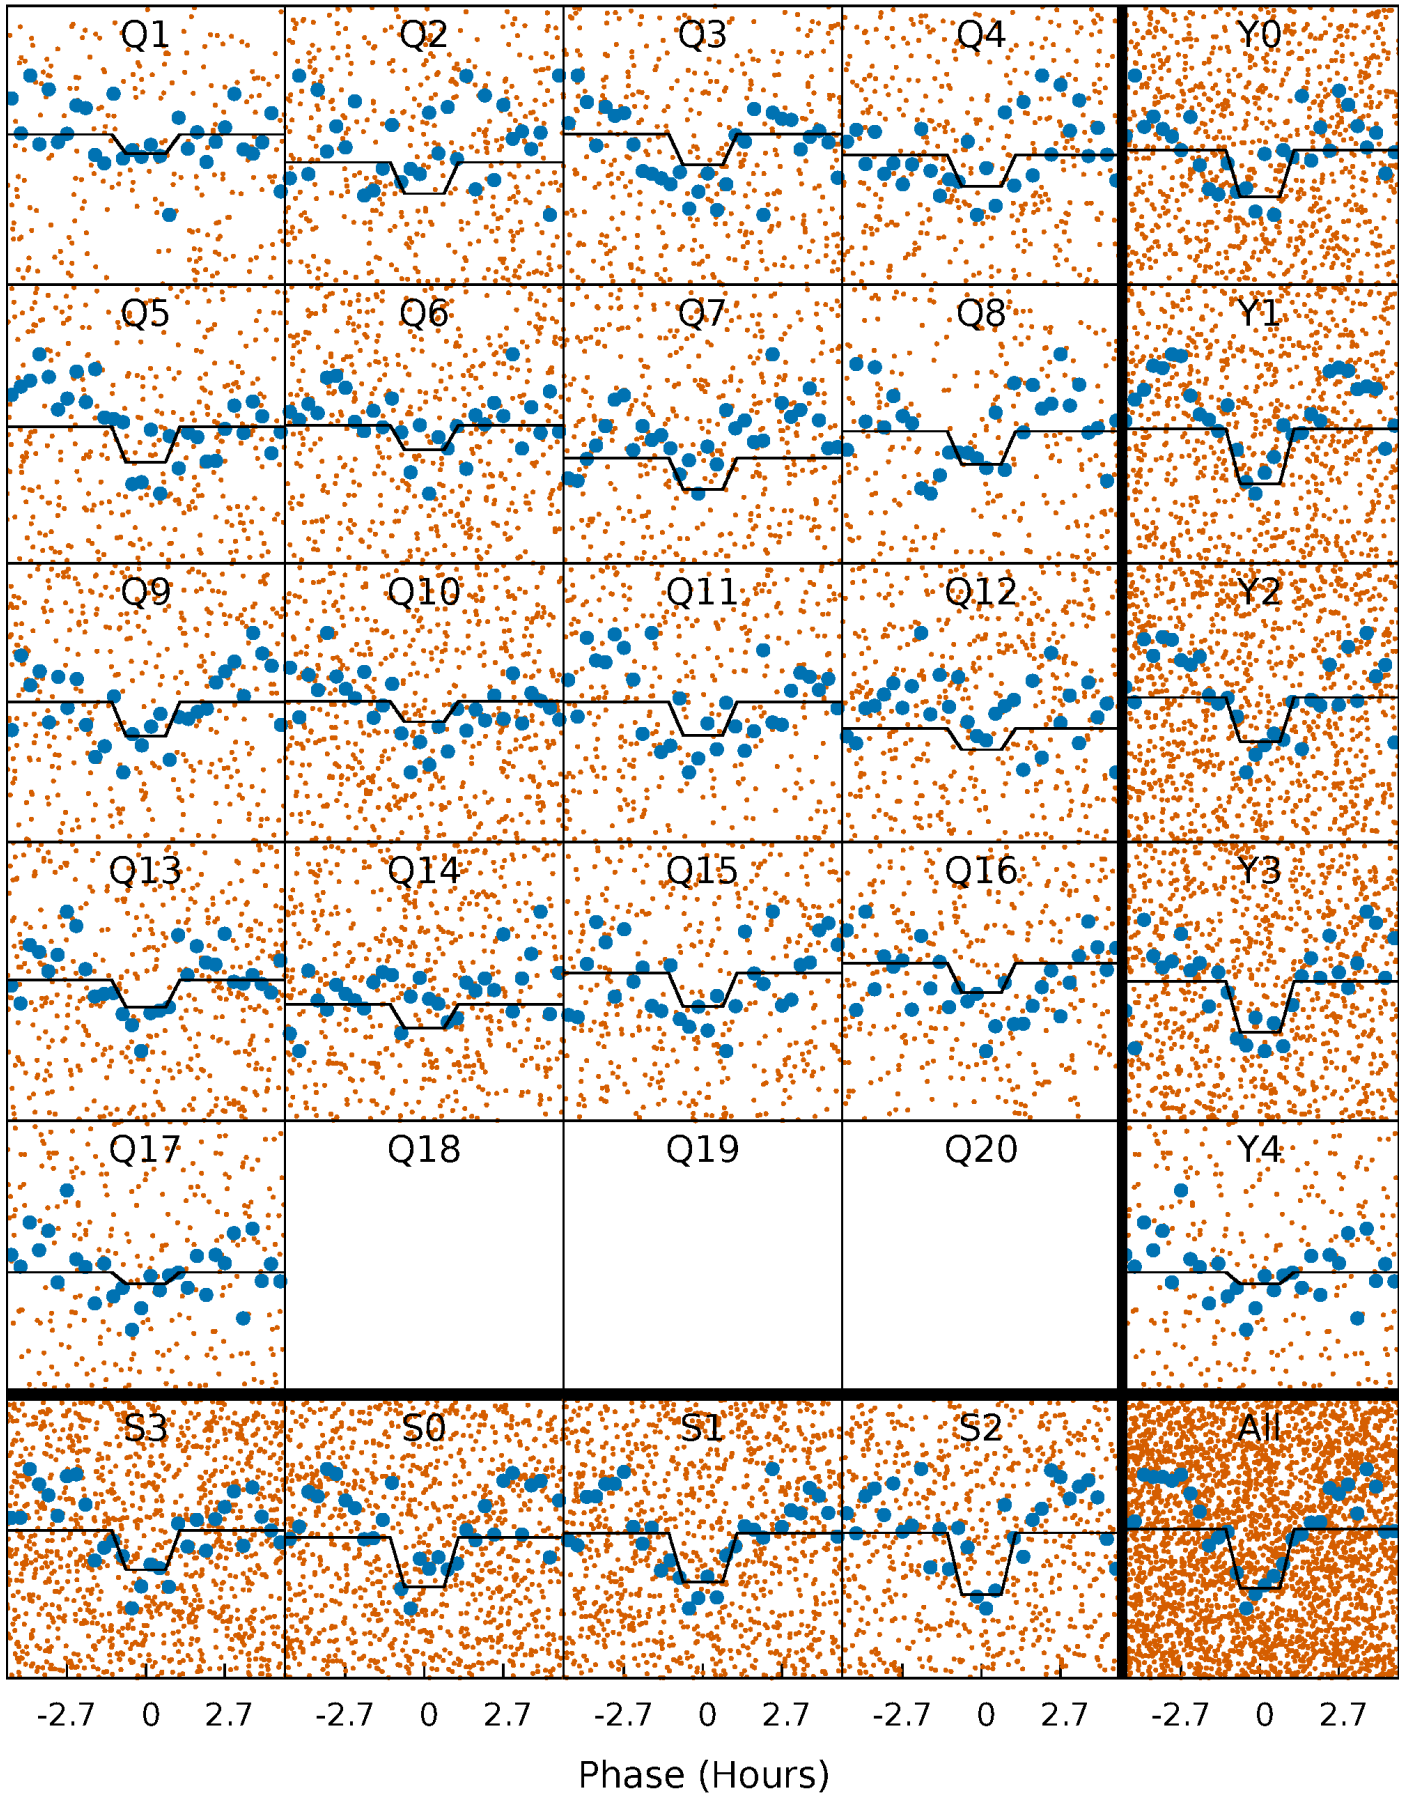 Q1 Q2 Q3 Q4 Y0
Q5 Q6 Q7 Q8 Y1
Q9 Q10 Q11 Q12 Y2
Q13 Q14 Q15 Q16 Y3
Q17 Q18 Q19 Q20 Y4
S3 S0 S1 S2 All
-2.7 0 2.7 -2.7 0 2.7 -2.7 0 2.7 -2.7 0 2.7 -2.7 0 2.7
Phase (Hours)